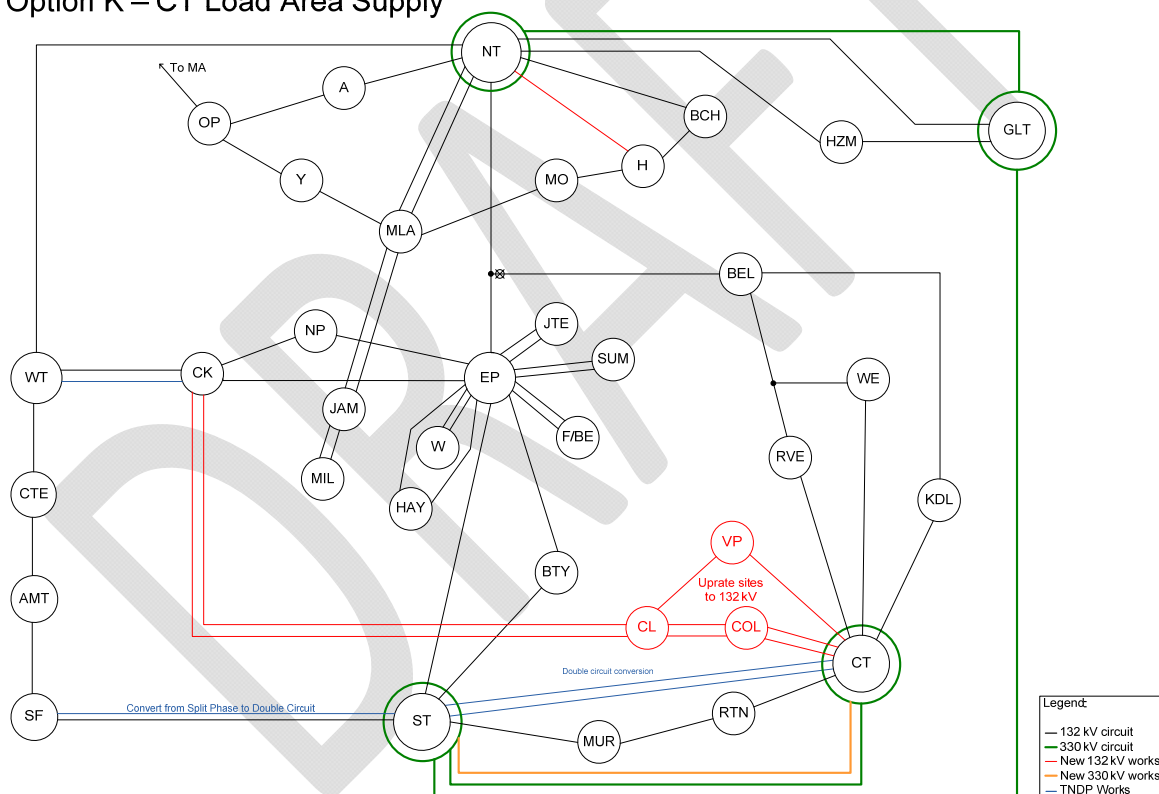 Option K – CT Load Area Supply
NT
To MA
A
OP
BCH
GLT
HZM
H
MO
Y
MLA
BEL
JTE
NP
SUM
WT
CK
EP
WE
JAM
F/BE
W
RVE
MIL
CTE
KDL
HAY
VP
BTY
Uprate sites
to 132 kV
AMT
CL
COL
CT
Double circuit conversion
Convert from Split Phase to Double Circuit
SF
ST
RTN
MUR
Legend:
132 kV circuit
330 kV circuit
New 132 kV works
New 330 kV works
TNDP Works
DRAFT